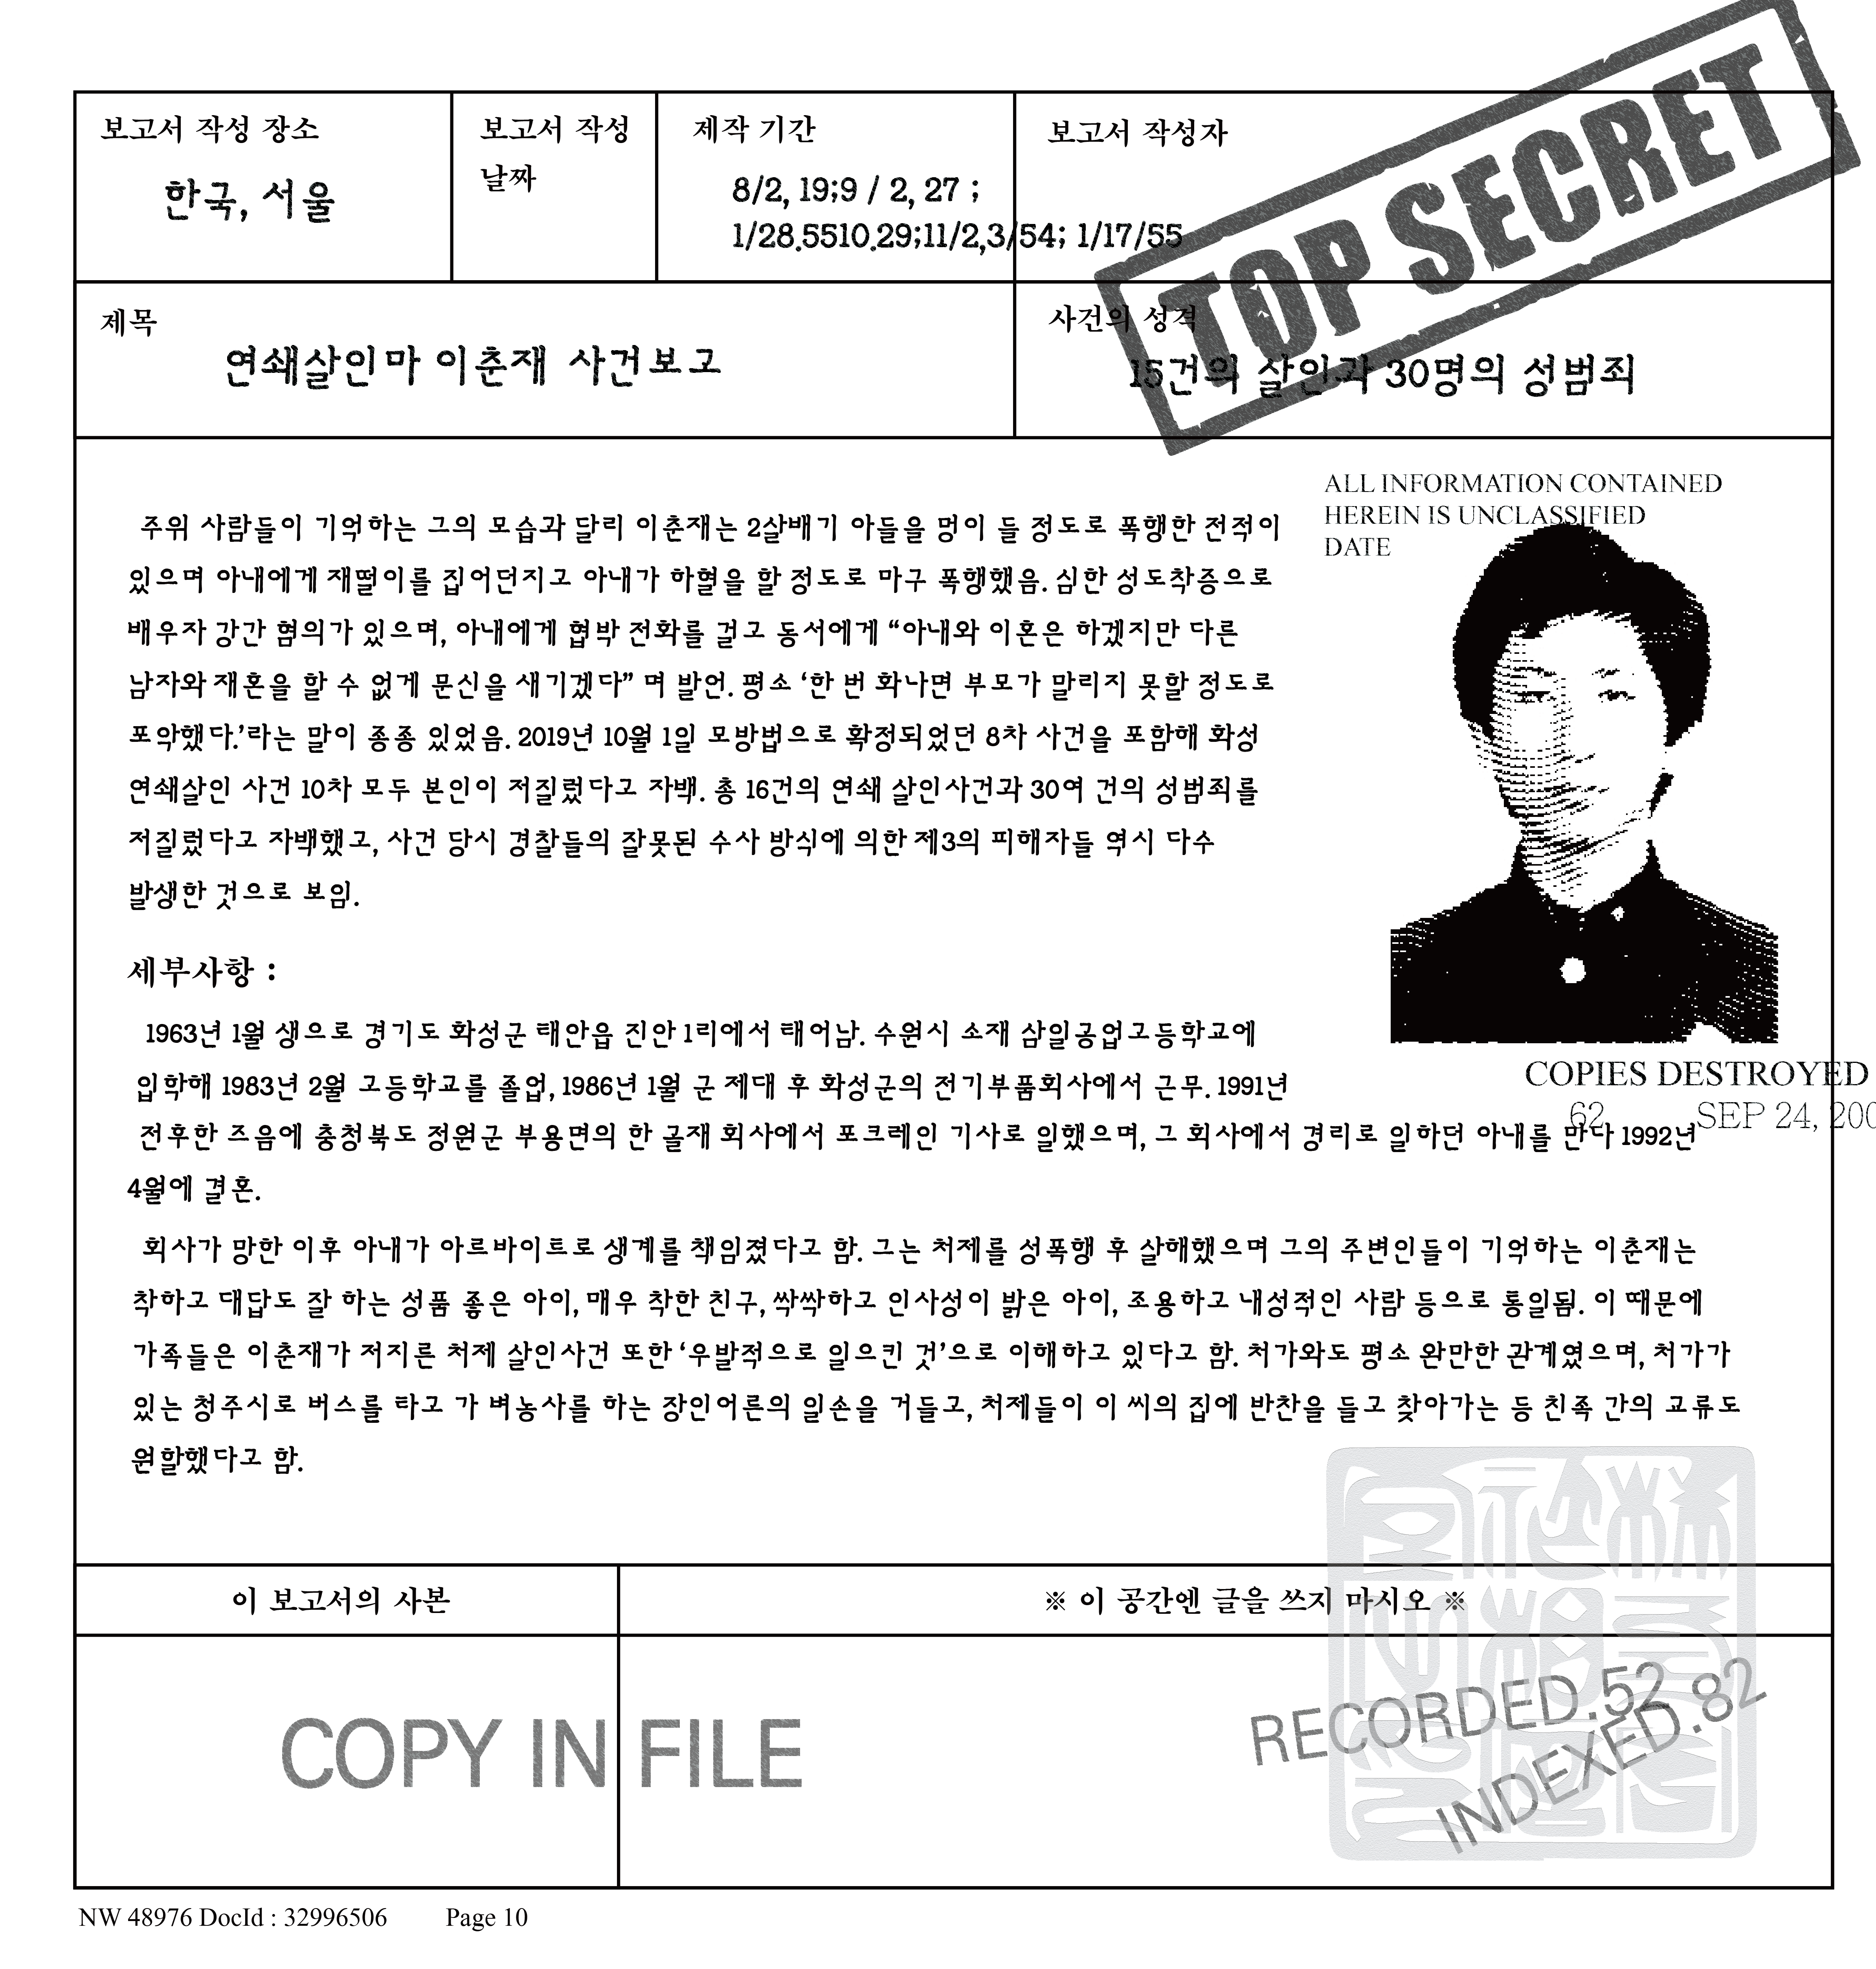 보고서 작성 장소
한국, 서울
보고서 작성
날짜
제작 기간
8/2, 19;9 / 2, 27 ;
1/28.5510.29;11/2,3/54; 1/17/55
보고서 작성자
TOP SECRET
제목
연쇄살인마 이춘재 사건보고
사건의 성격
15건의 살인과 30명의 성범죄
ALL INFORMATION CONTAINED
HEREIN IS UNCLASSIFIED
DATE
주위 사람들이 기억하는 그의 모습과 달리 이춘재는 2살배기 아들을 멍이 들 정도로 폭행한 전적이
있으며 아내에게 재떨이를 집어던지고 아내가 하혈을 할 정도로 마구 폭행했음. 심한 성도착증으로
배우자 강간 혐의가 있으며, 아내에게 협박 전화를 걸고 동서에게 “아내와 이혼은 하겠지만 다른
남자와 재혼을 할 수 없게 문신을 새기겠다” 며 발언. 평소 ‘한 번 화나면 부모가 말리지 못할 정도로
포악했다.’라는 말이 종종 있었음. 2019년 10월 1일 모방법으로 확정되었던 8차 사건을 포함해 화성
연쇄살인 사건 10차 모두 본인이 저질렀다고 자백. 총 16건의 연쇄 살인사건과 30여 건의 성범죄를
저질렀다고 자백했고, 사건 당시 경찰들의 잘못된 수사 방식에 의한 제3의 피해자들 역시 다수
발생한 것으로 보임.
세부사항 :
1963년 1월 생으로 경기도 화성군 태안읍 진안 1리에서 태어남. 수원시 소재 삼일공업고등학교에
입학해 1983년 2월 고등학교를 졸업, 1986년 1월 군 제대 후 화성군의 전기부품회사에서 근무. 1991년
전후한 즈음에 충청북도 정원군 부용면의 한 골재 회사에서 포크레인 기사로 일했으며, 그 회사에서 경리로 일하던 아내를 만다 1992년
4월에 결혼.
COPIES DESTROYED
62 SEP 24, 200
회사가 망한 이후 아내가 아르바이트로 생계를 책임졌다고 함. 그는 처제를 성폭행 후 살해했으며 그의 주변인들이 기억하는 이춘재는
착하고 대답도 잘 하는 성품 좋은 아이, 매우 착한 친구, 싹싹하고 인사성이 밝은 아이, 조용하고 내성적인 사람 등으로 통일됨. 이 때문에
가족들은 이춘재가 저지른 처제 살인사건 또한 ‘우발적으로 일으킨 것’으로 이해하고 있다고 함. 처가와도 평소 완만한 관계였으며, 처가가
있는 청주시로 버스를 타고 가 벼농사를 하는 장인어른의 일손을 거들고, 처제들이 이 씨의 집에 반찬을 들고 찾아가는 등 친족 간의 교류도
원할했다고 함.
이 보고서의 사본
※ 이 공간엔 글을 쓰지 마시오 ※
COPY IN FILE
RECORDED.52
INDEXED.82
NW 48976 DocId : 32996506 Page 10